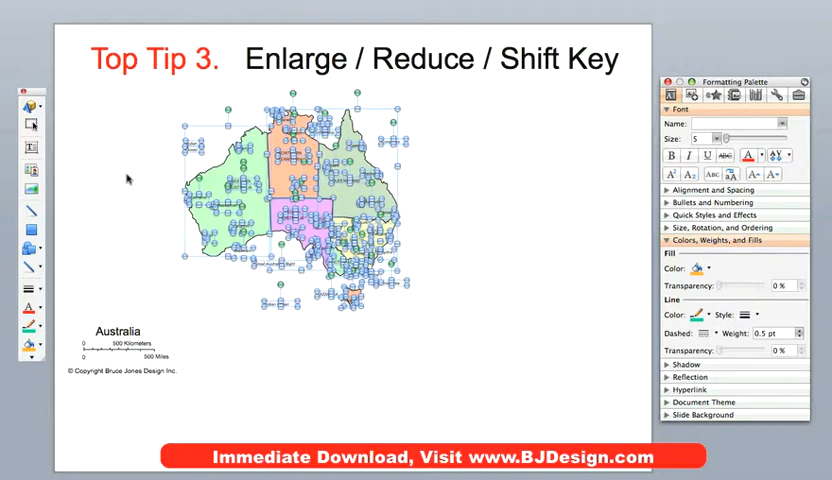 Top Tip 3. Enlarge / Reduce / Shift Key
Australia
0 500 Kilometers
0 500 Miles
© Copyright Bruce Jones Design Inc.
Formatting Palette
Font
Name:
Size: 5
B I U ABC A AV
A² A₂ ABC A A
Alignment and Spacing
Bullets and Numbering
Quick Styles and Effects
Size, Rotation, and Ordering
Colors, Weights, and Fills
Fill
Color:
Transparency: 0 %
Line
Color: Style:
Dashed: Weight: 0.5 pt
Transparency: 0 %
Shadow
Reflection
Hyperlink
Document Theme
Slide Background
Immediate Download, Visit www.BJDesign.com